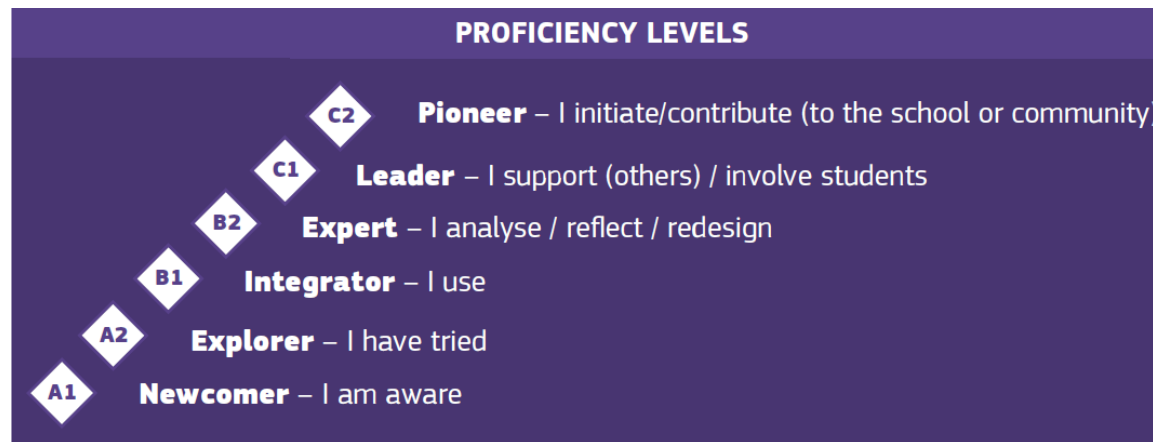 PROFICIENCY LEVELS
C2 Pioneer – I initiate/contribute (to the school or community)
C1 Leader – I support (others) / involve students
B2 Expert – I analyse / reflect / redesign
B1 Integrator – I use
A2 Explorer – I have tried
A1 Newcomer – I am aware